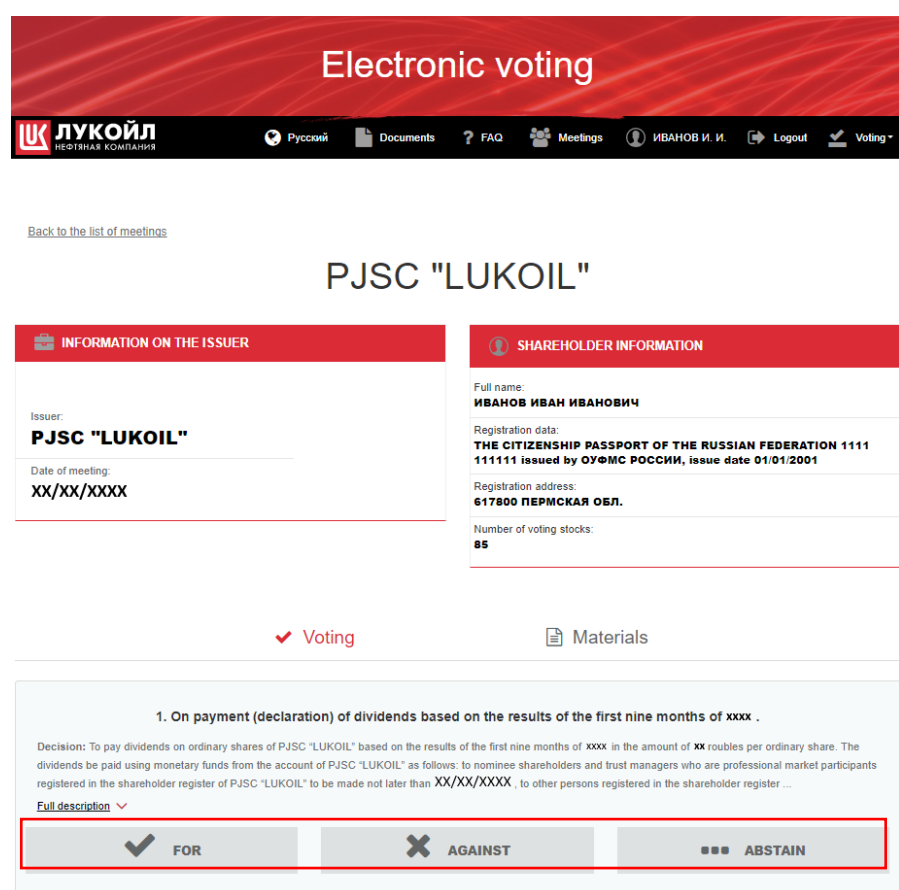 Electronic voting
ЛУКОЙЛ
НЕФТЯНАЯ КОМПАНИЯ
Русский Documents ? FAQ Meetings ИВАНОВ И. И. Logout Voting
Back to the list of meetings
PJSC "LUKOIL"
INFORMATION ON THE ISSUER
Issuer:
PJSC "LUKOIL"
Date of meeting:
XX/XX/XXXX
SHAREHOLDER INFORMATION
Full name:
ИВАНОВ ИВАН ИВАНОВИЧ
Registration data:
THE CITIZENSHIP PASSPORT OF THE RUSSIAN FEDERATION 1111
111111 issued by ОУФМС РОССИИ, issue date 01/01/2001
Registration address:
617800 ПЕРМСКАЯ ОБЛ.
Number of voting stocks:
85
Voting Materials
1. On payment (declaration) of dividends based on the results of the first nine months of xxxx .
Decision: To pay dividends on ordinary shares of PJSC "LUKOIL" based on the results of the first nine months of xxxx in the amount of xx roubles per ordinary share. The
dividends be paid using monetary funds from the account of PJSC "LUKOIL" as follows: to nominee shareholders and trust managers who are professional market participants
registered in the shareholder register of PJSC "LUKOIL" to be made not later than XX/XX/XXXX , to other persons registered in the shareholder register ...
Full description
FOR AGAINST ABSTAIN